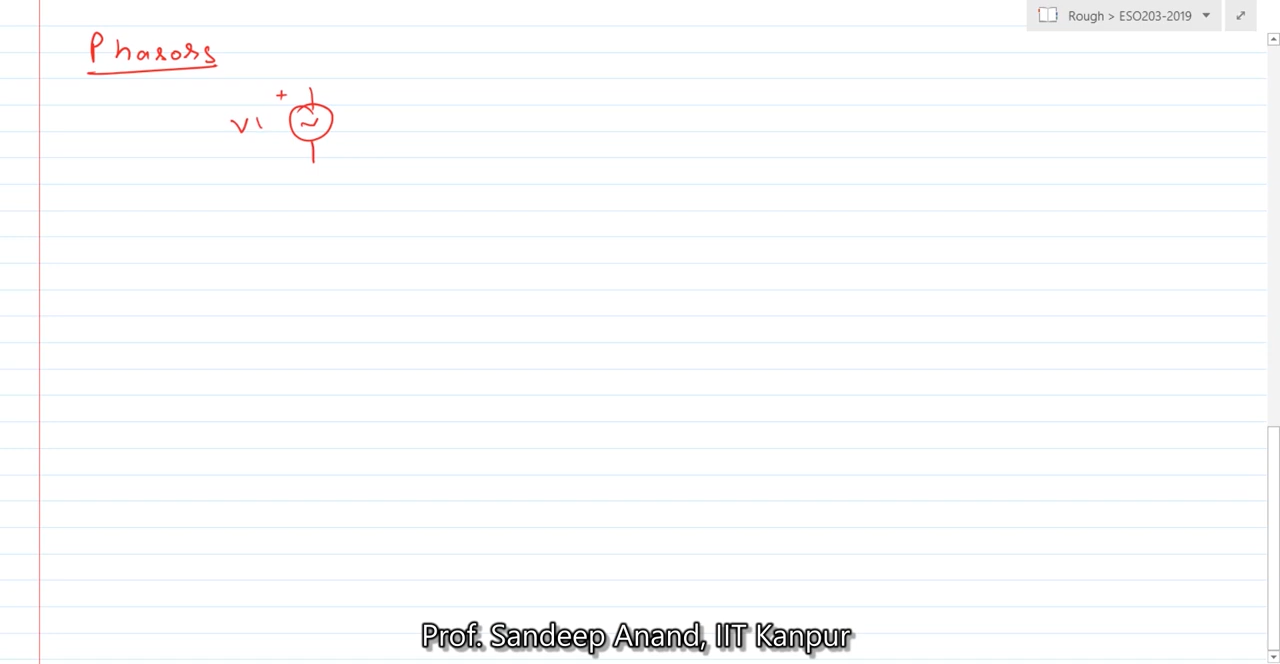 Rough > ESO203-2019
Phasors
+
V1
~
Prof. Sandeep Anand, IIT Kanpur